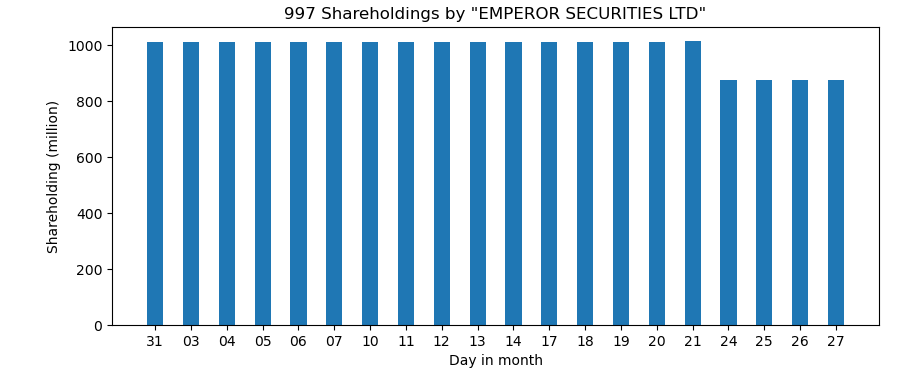 997 Shareholdings by "EMPEROR SECURITIES LTD"
Shareholding (million)
1000
800
600
400
200
0
31 03 04 05 06 07 10 11 12 13 14 17 18 19 20 21 24 25 26 27
Day in month